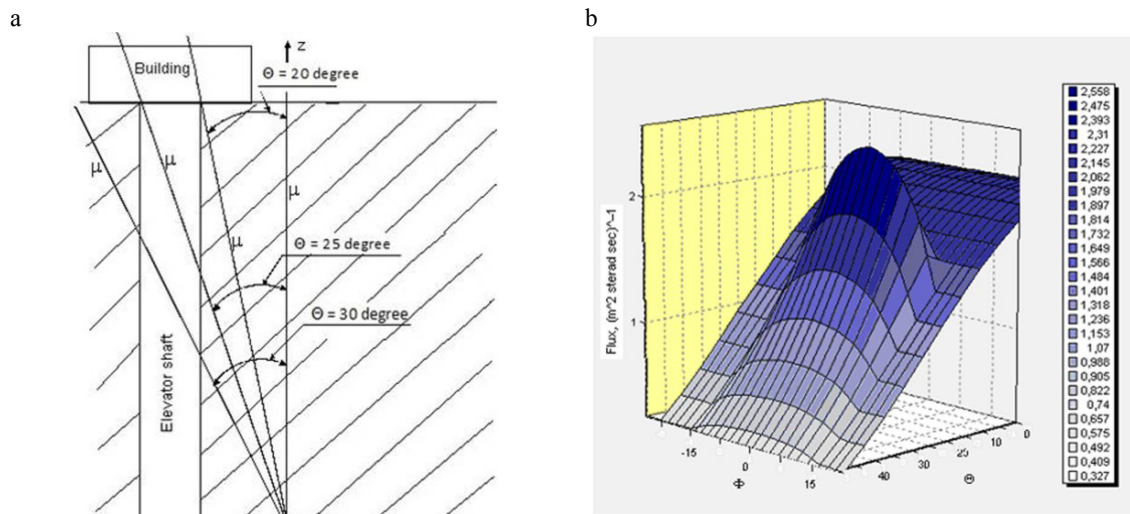 a
b
Building
z
Θ = 20 degree
μ
μ
μ
μ
Θ = 25 degree
Θ = 30 degree
Elevator shaft
Flux, (m^2 sterad sec)^–1
2
1
-15
0
15
Φ
40
30
20
10
0
Θ
2,558
2,475
2,393
2,31
2,227
2,145
2,062
1,979
1,897
1,814
1,732
1,649
1,566
1,484
1,401
1,318
1,236
1,153
1,07
0,988
0,905
0,822
0,74
0,657
0,575
0,492
0,409
0,327